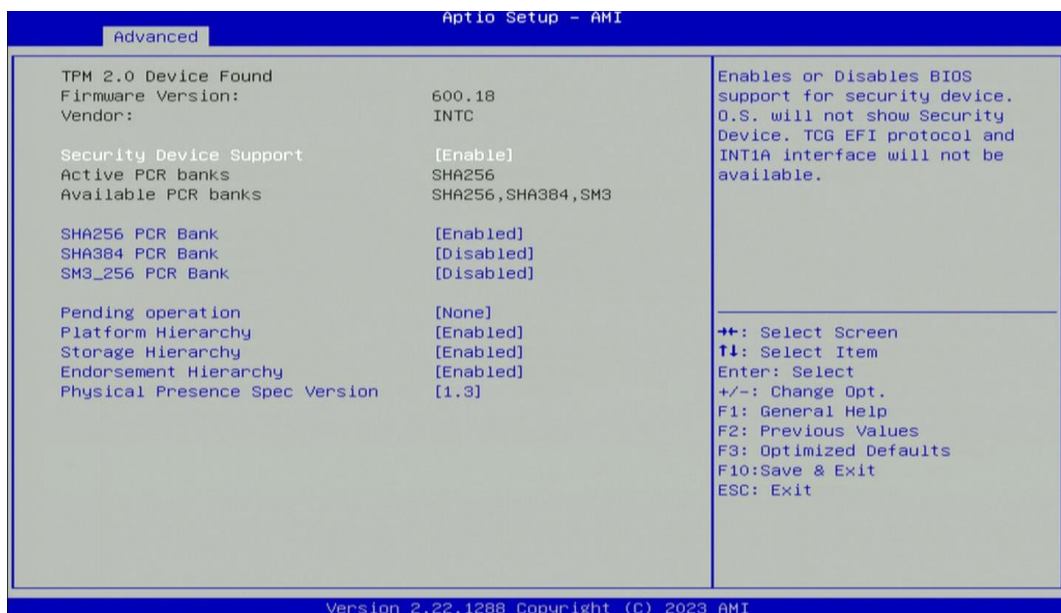 Aptio Setup – AMI
Advanced
TPM 2.0 Device Found
Firmware Version: 600.18
Vendor: INTC
Security Device Support [Enable]
Active PCR banks SHA256
Available PCR banks SHA256,SHA384,SM3
SHA256 PCR Bank [Enabled]
SHA384 PCR Bank [Disabled]
SM3_256 PCR Bank [Disabled]
Pending operation [None]
Platform Hierarchy [Enabled]
Storage Hierarchy [Enabled]
Endorsement Hierarchy [Enabled]
Physical Presence Spec Version [1.3]
Enables or Disables BIOS
support for security device.
O.S. will not show Security
Device. TCG EFI protocol and
INT1A interface will not be
available.
→←: Select Screen
↑↓: Select Item
Enter: Select
+/-: Change Opt.
F1: General Help
F2: Previous Values
F3: Optimized Defaults
F10:Save & Exit
ESC: Exit
Version 2.22.1288 Copyright (C) 2023 AMI